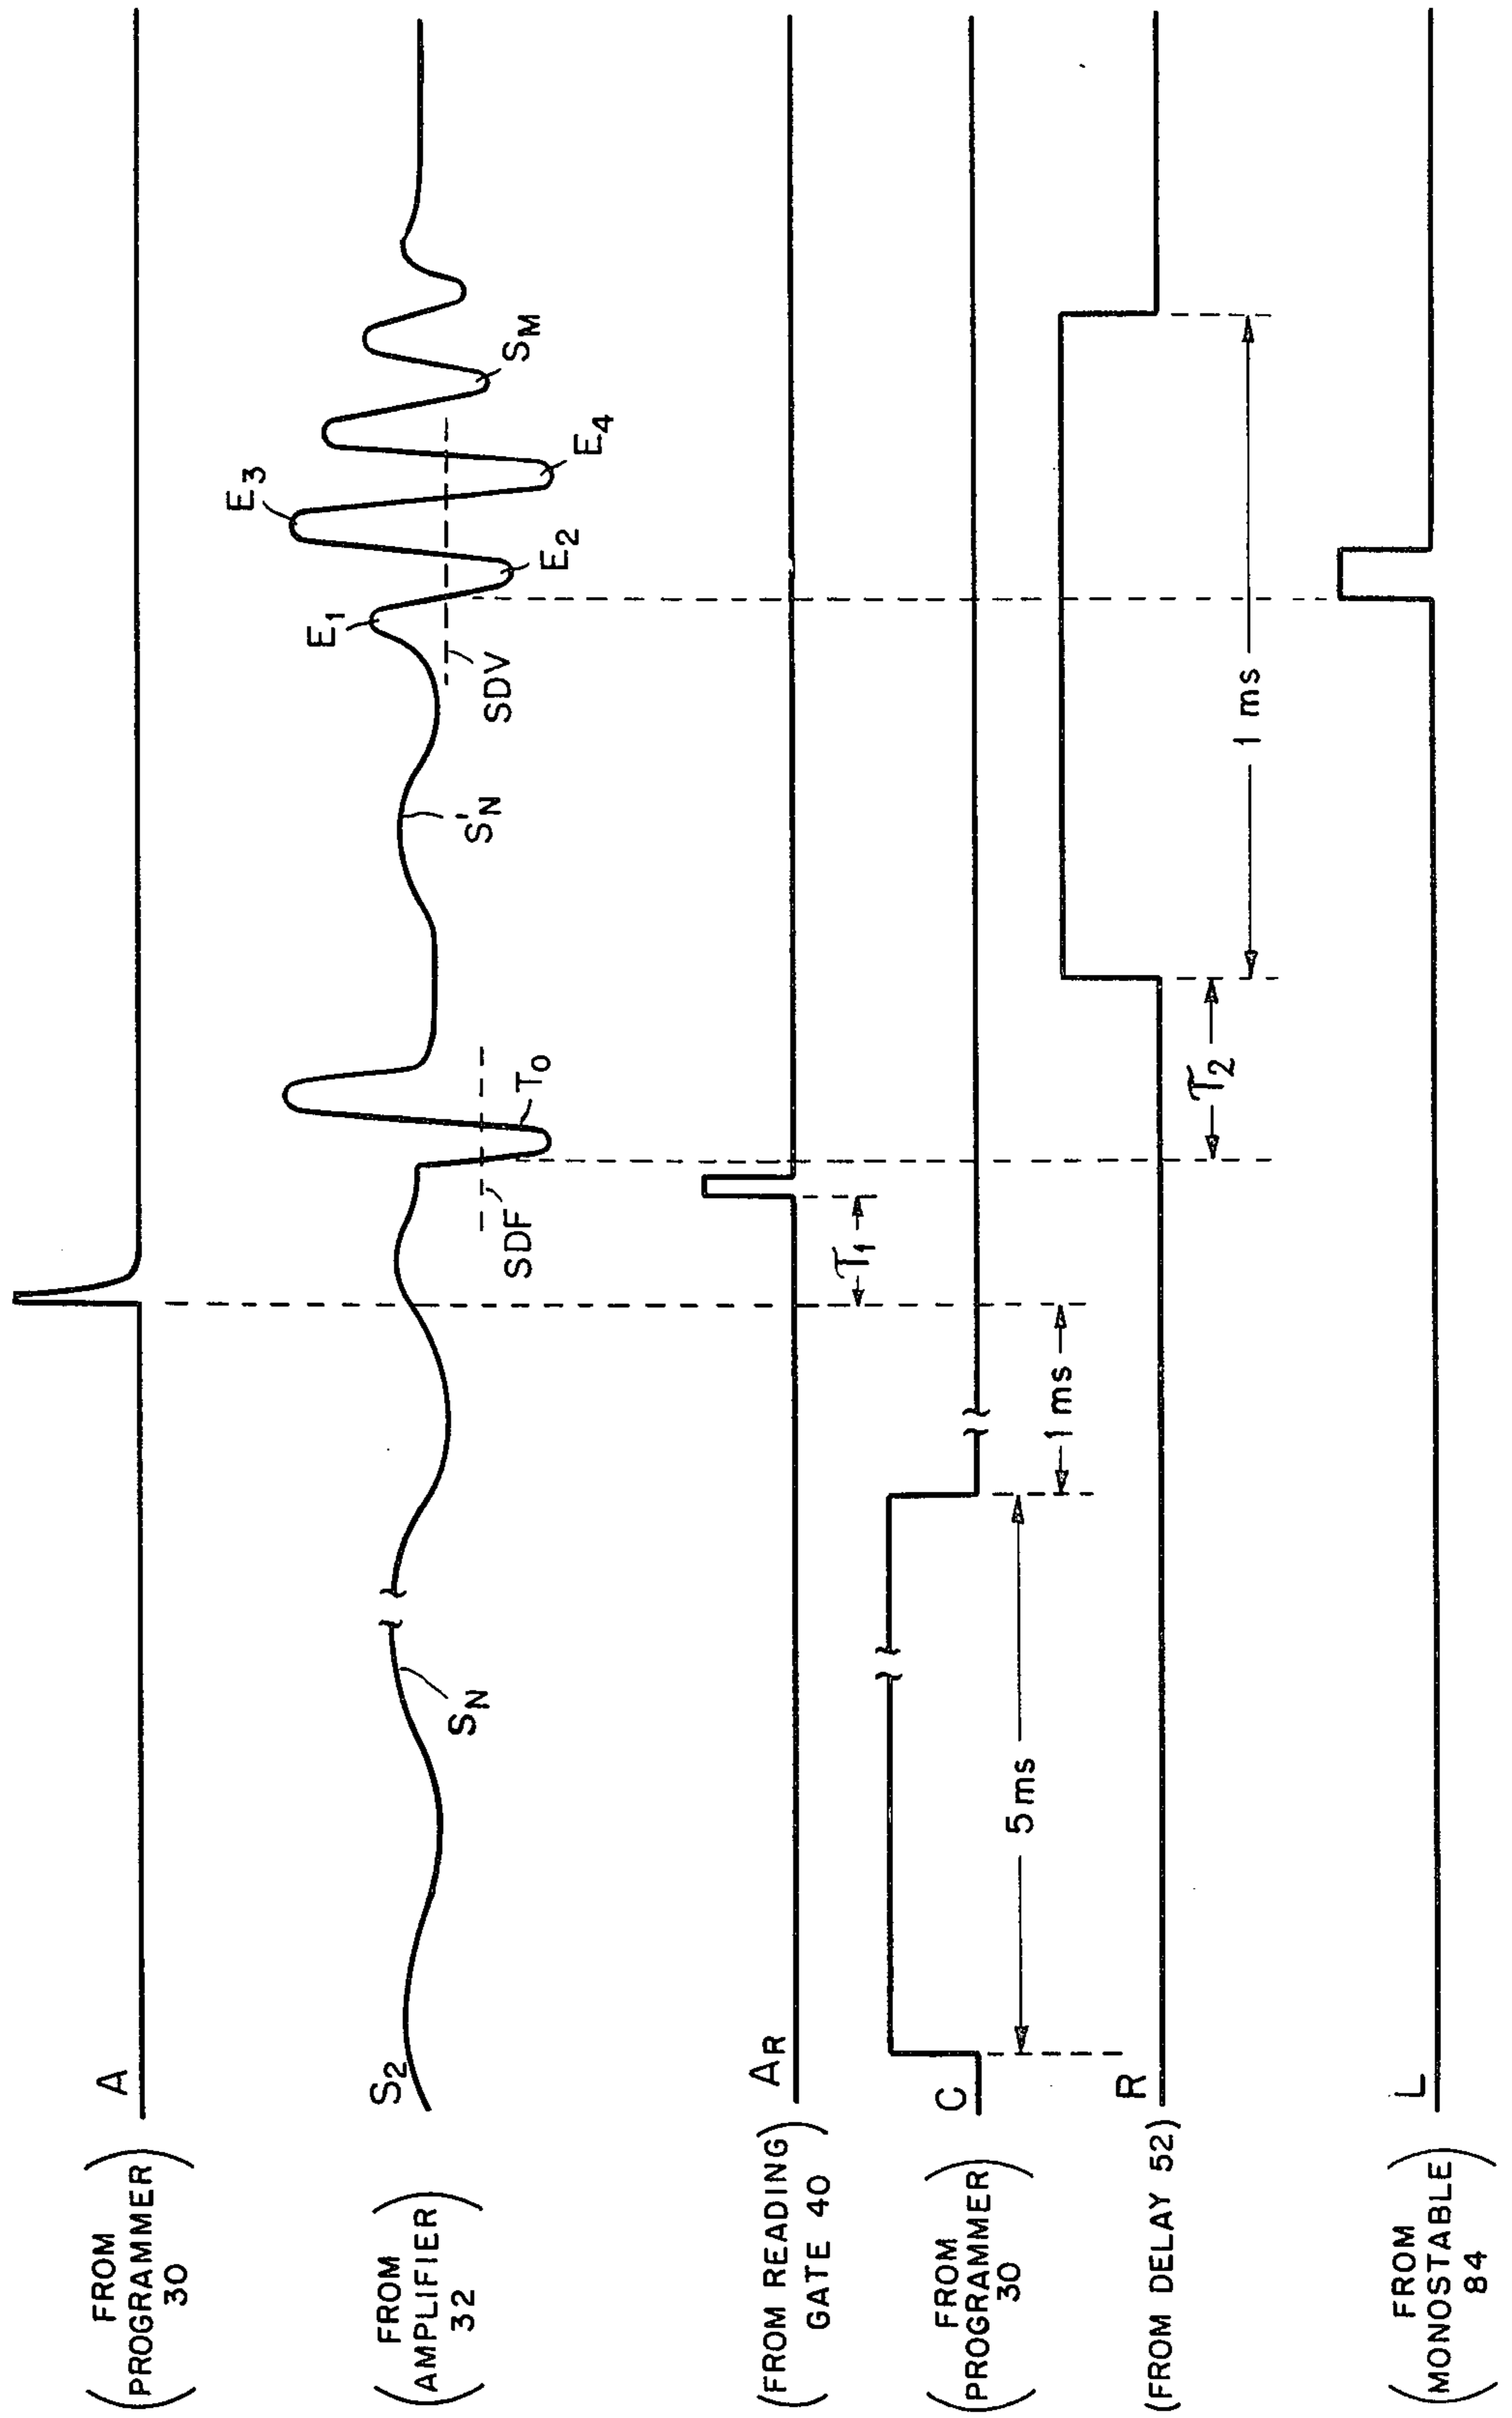 (FROM
PROGRAMMER
30)
A
(FROM
AMPLIFIER
32)
S2
SN
SDF
TO
S'N
SDV
E1
E2
E3
E4
SM
(FROM READING)
GATE 40
AR
T1
(FROM
PROGRAMMER
30)
C
5 ms
1 ms
(FROM DELAY 52)
R
T2
1 ms
(FROM
MONOSTABLE
84)
L